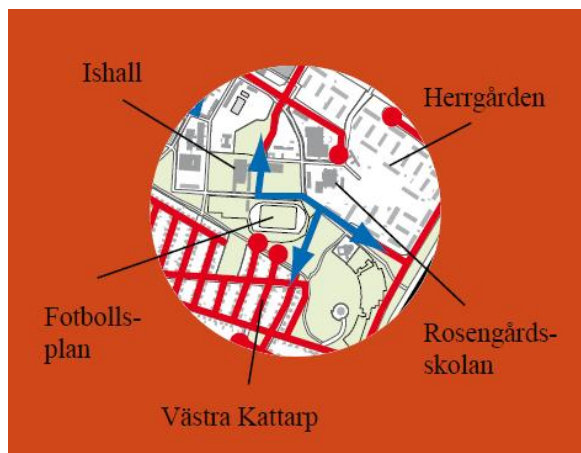 Ishall
Herrgården
Fotbolls-
plan
Rosengårds-
skolan
Västra Kattarp